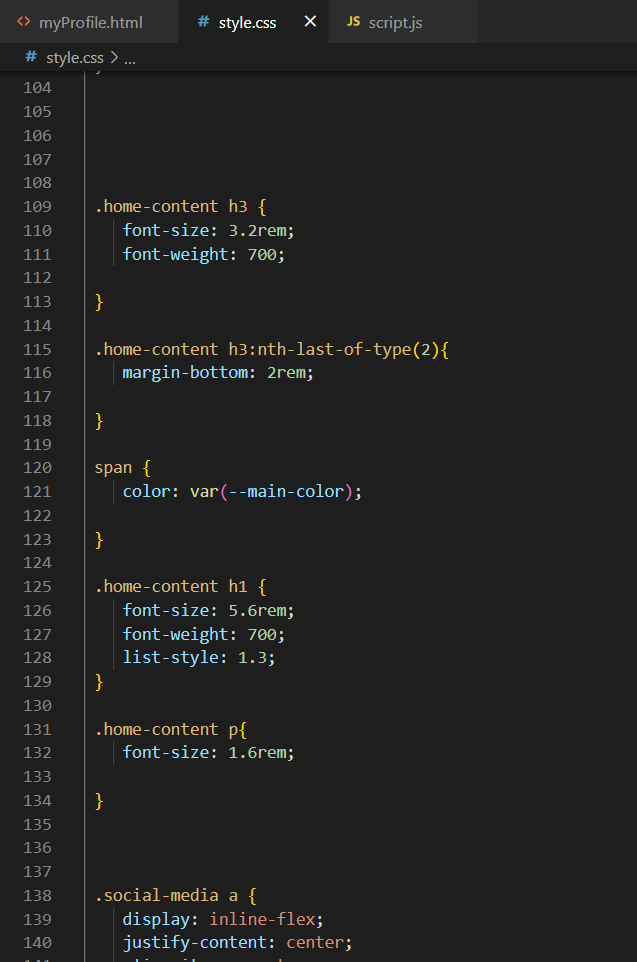 <> myProfile.html # style.css × JS script.js
# style.css > ...
104
105
106
107
108
109 .home-content h3 {
110 font-size: 3.2rem;
111 font-weight: 700;
112
113 }
114
115 .home-content h3:nth-last-of-type(2){
116 margin-bottom: 2rem;
117
118 }
119
120 span {
121 color: var(--main-color);
122
123 }
124
125 .home-content h1 {
126 font-size: 5.6rem;
127 font-weight: 700;
128 list-style: 1.3;
129 }
130
131 .home-content p{
132 font-size: 1.6rem;
133
134 }
135
136
137
138 .social-media a {
139 display: inline-flex;
140 justify-content: center;